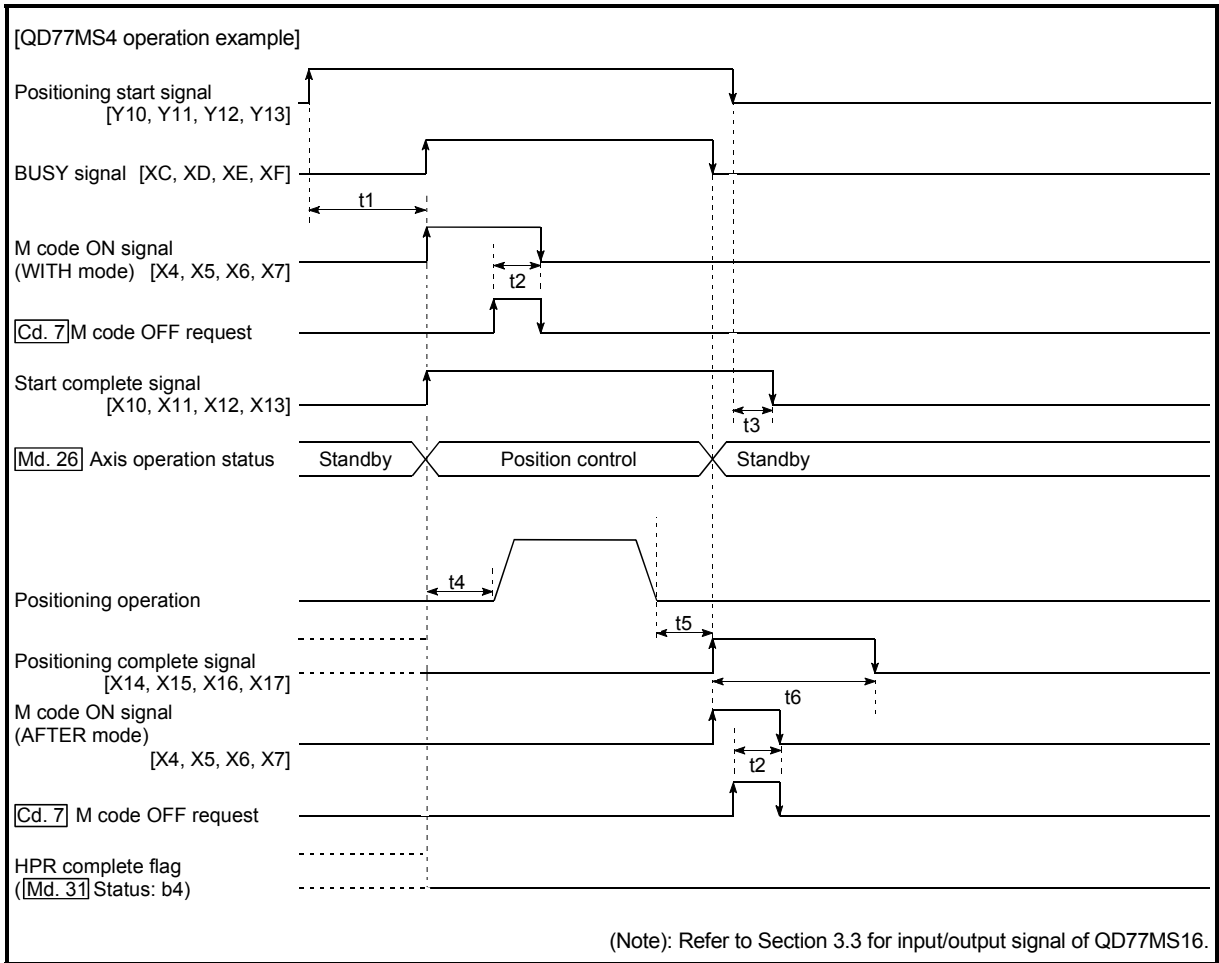 [QD77MS4 operation example]
Positioning start signal
[Y10, Y11, Y12, Y13]
BUSY signal [XC, XD, XE, XF]
t1
M code ON signal
(WITH mode) [X4, X5, X6, X7]
t2
Cd. 7 M code OFF request
Start complete signal
[X10, X11, X12, X13]
t3
Md. 26 Axis operation status
Standby
Position control
Standby
t4
Positioning operation
t5
Positioning complete signal
[X14, X15, X16, X17]
t6
M code ON signal
(AFTER mode)
[X4, X5, X6, X7]
t2
Cd. 7 M code OFF request
HPR complete flag
(Md. 31 Status: b4)
(Note): Refer to Section 3.3 for input/output signal of QD77MS16.